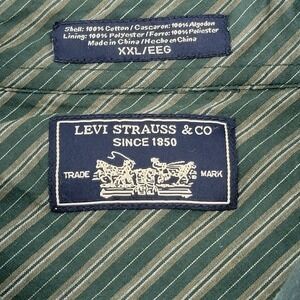 Shell: 100% Cotton / Cascaron: 100% Algodon
Lining: 100% Polyester / Forro: 100% Poliester
Made in China / Hecho en China
XXL/EEG
LEVI STRAUSS & CO
SINCE 1850
TRADE MARK